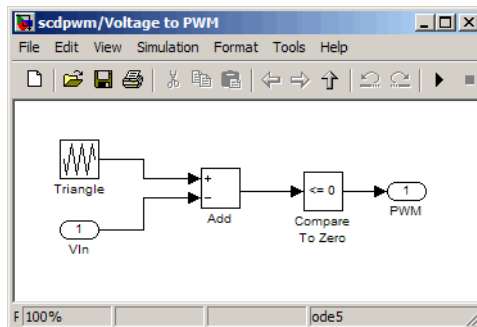 scdpwm/Voltage to PWM
File Edit View Simulation Format Tools Help
Triangle
1
VIn
+
−
Add
<= 0
Compare
To Zero
1
PWM
F 100% ode5